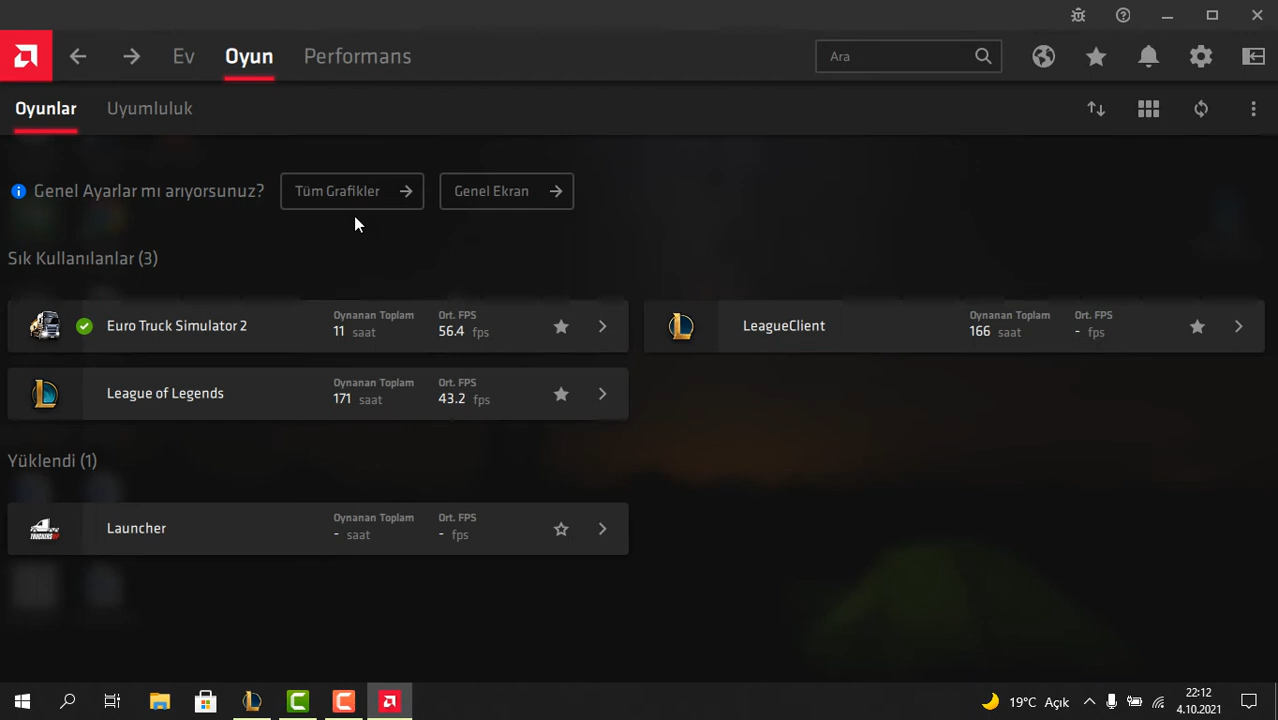 Ev Oyun Performans Ara
Oyunlar Uyumluluk
Genel Ayarlar mı arıyorsunuz? Tüm Grafikler Genel Ekran
Sık Kullanılanlar (3)
Euro Truck Simulator 2 Oynanan Toplam 11 saat Ort. FPS 56.4 fps
LeagueClient Oynanan Toplam 166 saat Ort. FPS - fps
League of Legends Oynanan Toplam 171 saat Ort. FPS 43.2 fps
Yüklendi (1)
Launcher Oynanan Toplam - saat Ort. FPS - fps
19°C Açık 22:12
4.10.2021